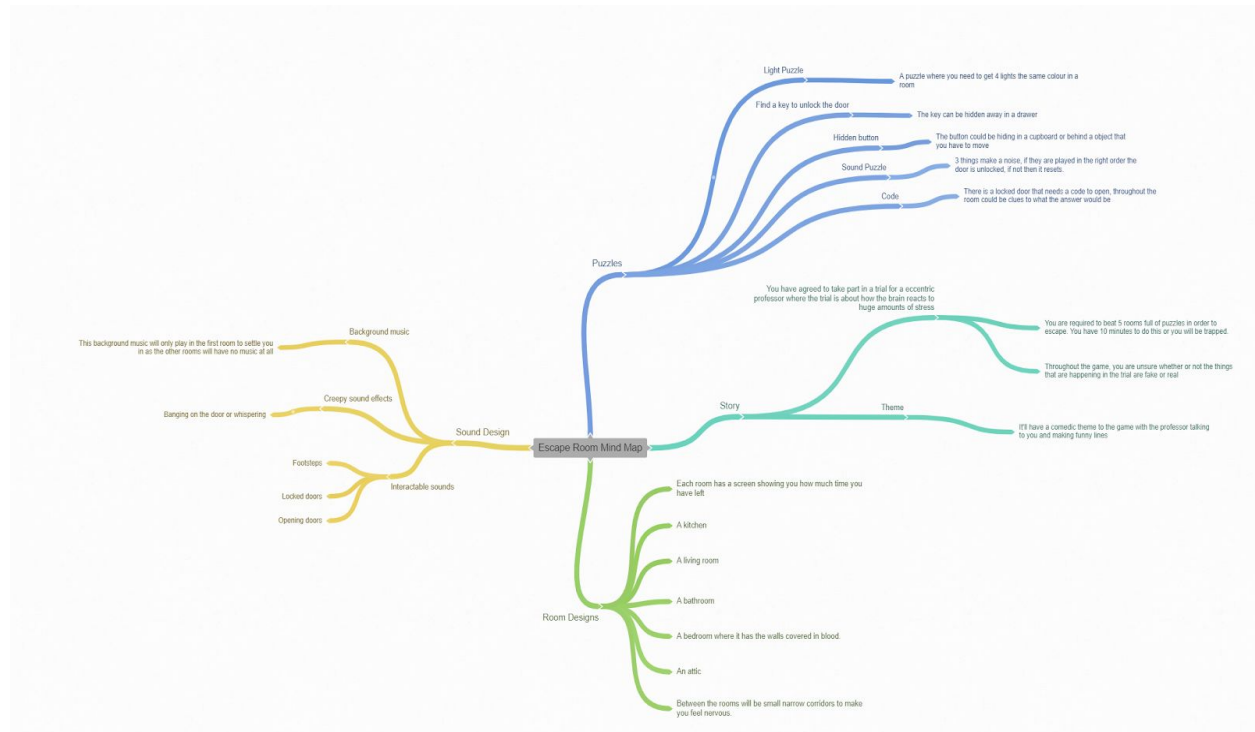 Escape Room Mind Map
Puzzles
Light Puzzle
A puzzle where you need to get 4 lights the same colour in a
room
Find a key to unlock the door
The key can be hidden away in a drawer
Hidden button
The button could be hiding in a cupboard or behind a object that
you have to move
Sound Puzzle
3 things make a noise, if they are played in the right order the
door is unlocked, if not then it resets.
Code
There is a locked door that needs a code to open, throughout the
room could be clues to what the answer would be
Story
You have agreed to take part in a trial for a eccentric
professor where the trial is about how the brain reacts to
huge amounts of stress
You are required to beat 5 rooms full of puzzles in order to
escape. You have 10 minutes to do this or you will be trapped.
Throughout the game, you are unsure whether or not the things
that are happening in the trial are fake or real
Theme
It'll have a comedic theme to the game with the professor talking
to you and making funny lines
Room Designs
Each room has a screen showing you how much time you
have left
A kitchen
A living room
A bathroom
A bedroom where it has the walls covered in blood.
An attic
Between the rooms will be small narrow corridors to make
you feel nervous.
Sound Design
Background music
This background music will only play in the first room to settle you
in as the other rooms will have no music at all
Creepy sound effects
Banging on the door or whispering
Interactable sounds
Footsteps
Locked doors
Opening doors